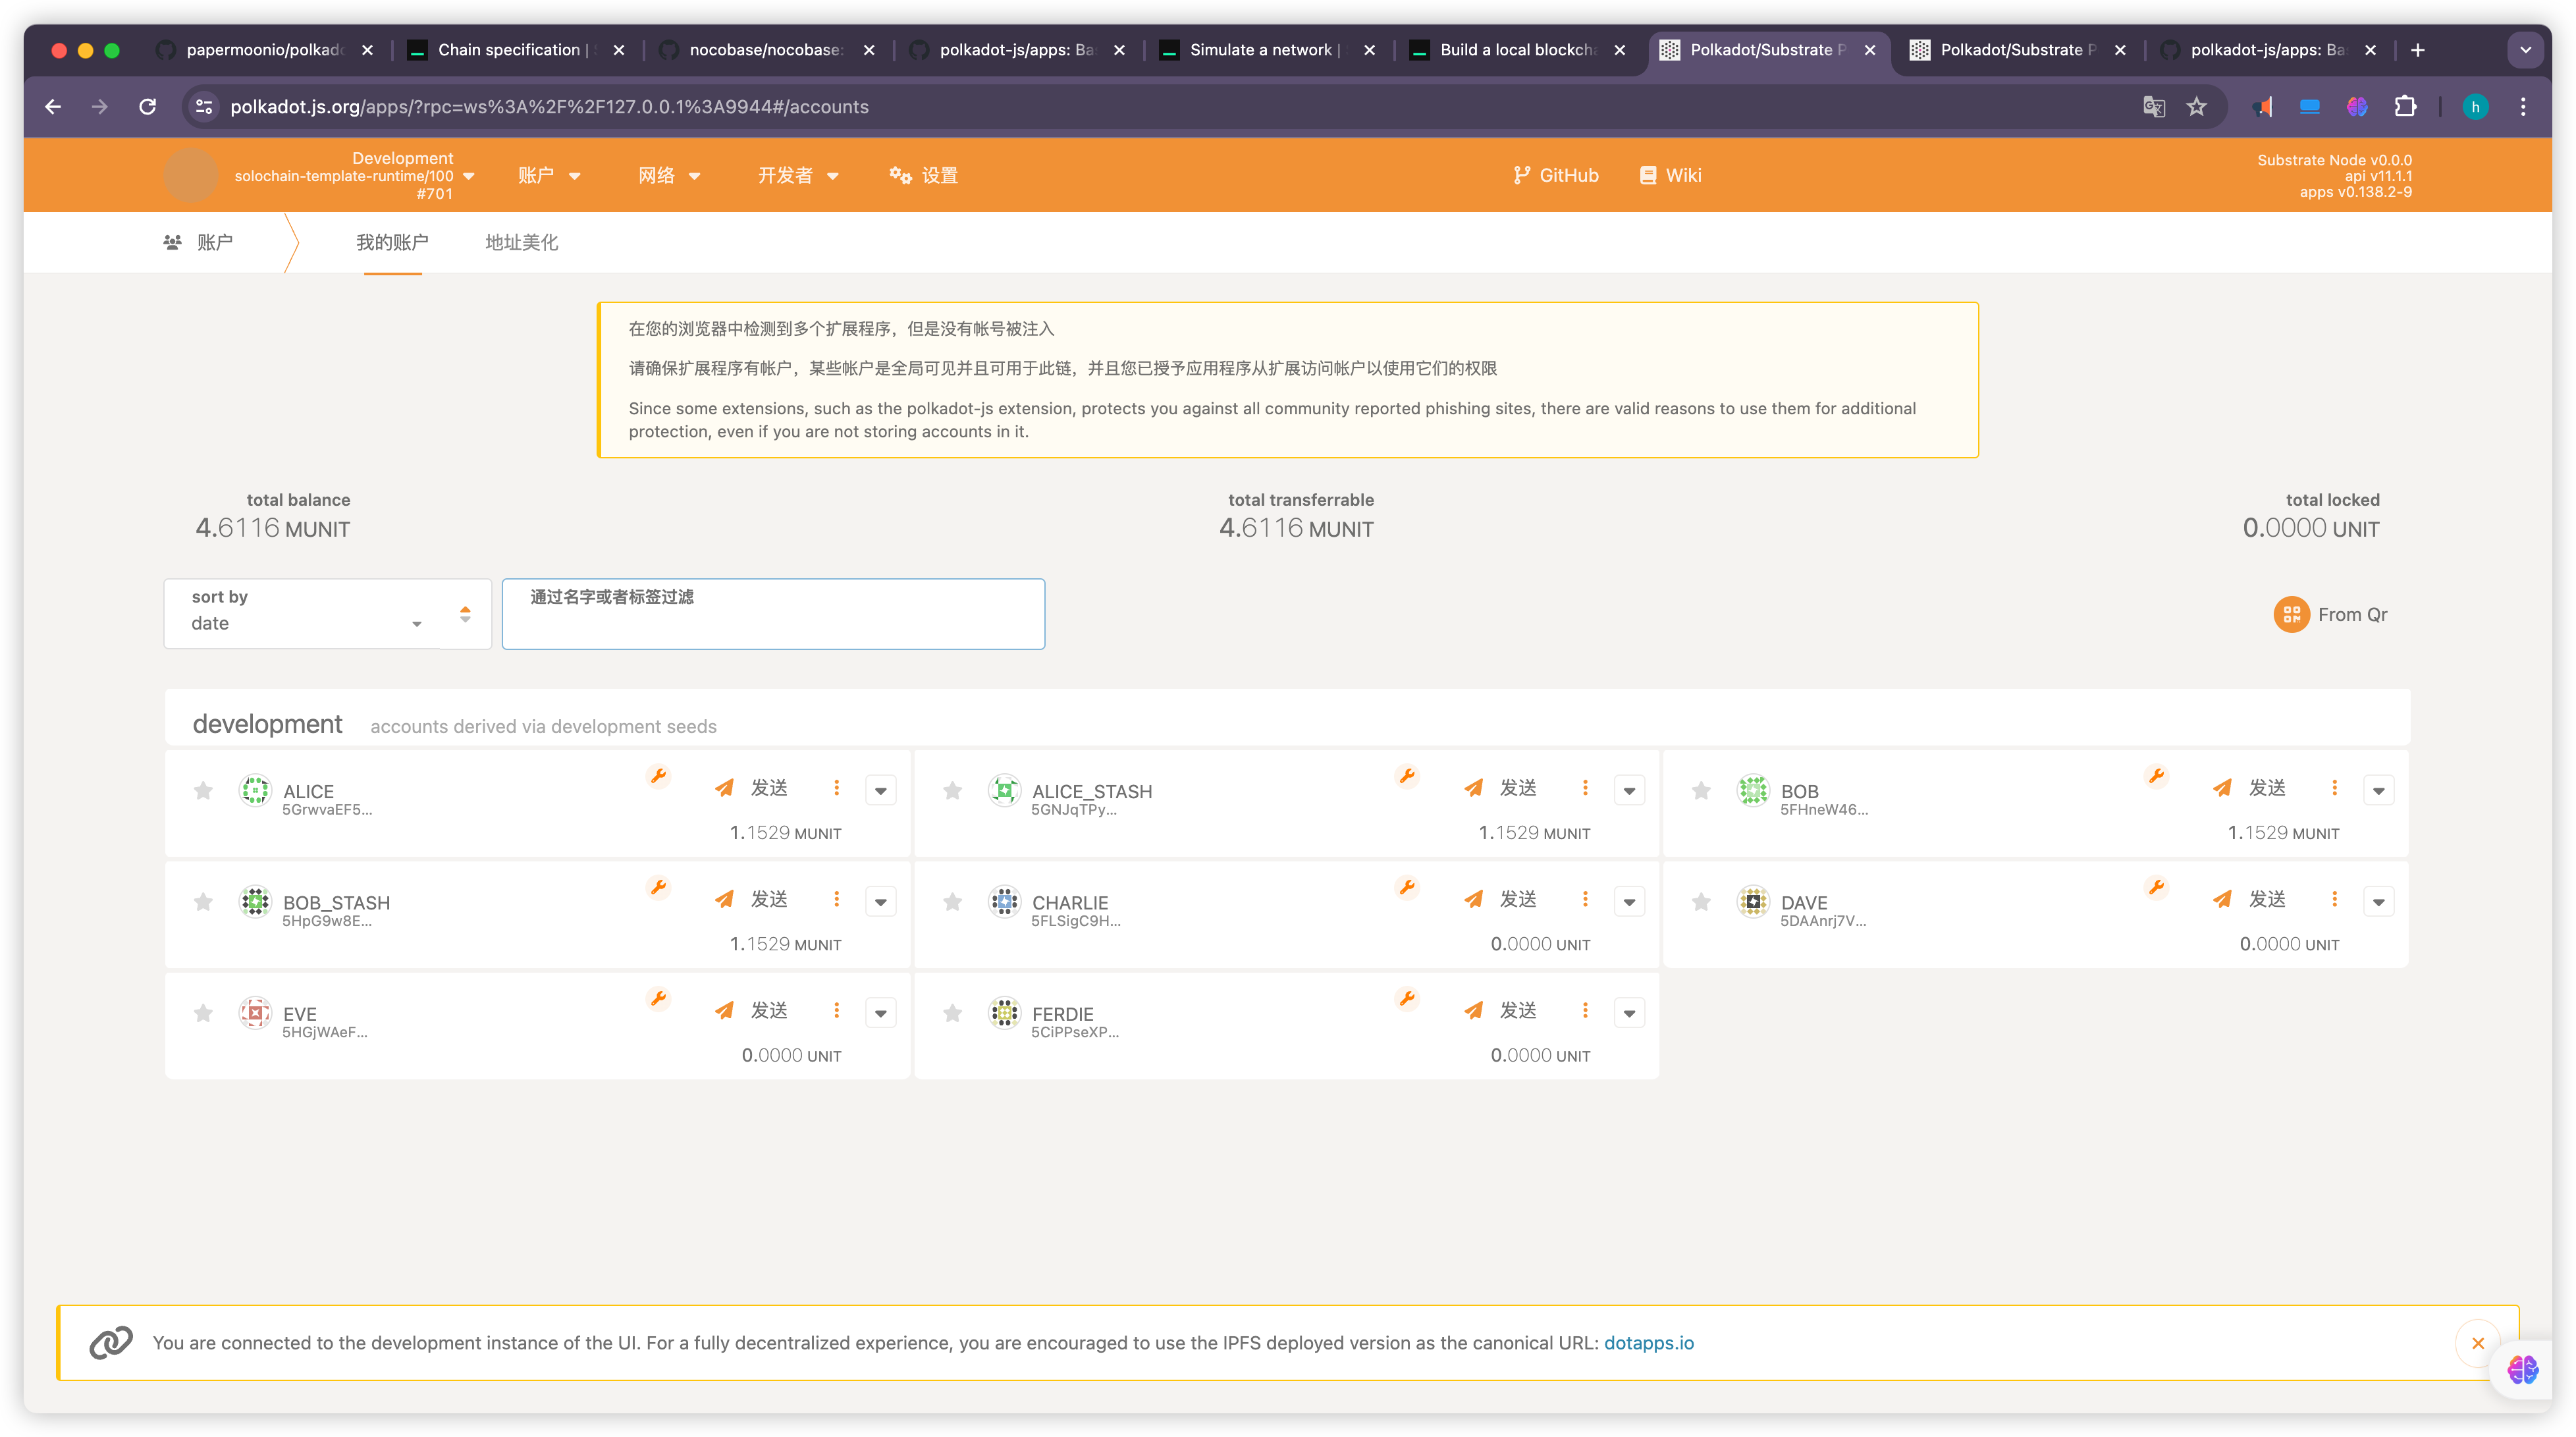 papermoonio/polkad
Chain specification |
nocobase/nocobase:
polkadot-js/apps: Ba
Simulate a network |
Build a local blockcha
Polkadot/Substrate P
Polkadot/Substrate P
polkadot-js/apps: Ba
polkadot.js.org/apps/?rpc=ws%3A%2F%2F127.0.0.1%3A9944#/accounts
h
Development
solochain-template-runtime/100
#701
账户
网络
开发者
设置
GitHub
Wiki
Substrate Node v0.0.0
api v11.1.1
apps v0.138.2-9
账户
我的账户
地址美化
在您的浏览器中检测到多个扩展程序，但是没有帐号被注入
请确保扩展程序有帐户，某些帐户是全局可见并且可用于此链，并且您已授予应用程序从扩展访问帐户以使用它们的权限
Since some extensions, such as the polkadot-js extension, protects you against all community reported phishing sites, there are valid reasons to use them for additional
protection, even if you are not storing accounts in it.
total balance
4.6116 MUNIT
total transferrable
4.6116 MUNIT
total locked
0.0000 UNIT
sort by
date
通过名字或者标签过滤
From Qr
development accounts derived via development seeds
ALICE
5GrwvaEF5...
发送
1.1529 MUNIT
ALICE_STASH
5GNJqTPy...
发送
1.1529 MUNIT
BOB
5FHneW46...
发送
1.1529 MUNIT
BOB_STASH
5HpG9w8E...
发送
1.1529 MUNIT
CHARLIE
5FLSigC9H...
发送
0.0000 UNIT
DAVE
5DAAnrj7V...
发送
0.0000 UNIT
EVE
5HGjWAeF...
发送
0.0000 UNIT
FERDIE
5CiPPseXP...
发送
0.0000 UNIT
You are connected to the development instance of the UI. For a fully decentralized experience, you are encouraged to use the IPFS deployed version as the canonical URL: dotapps.io